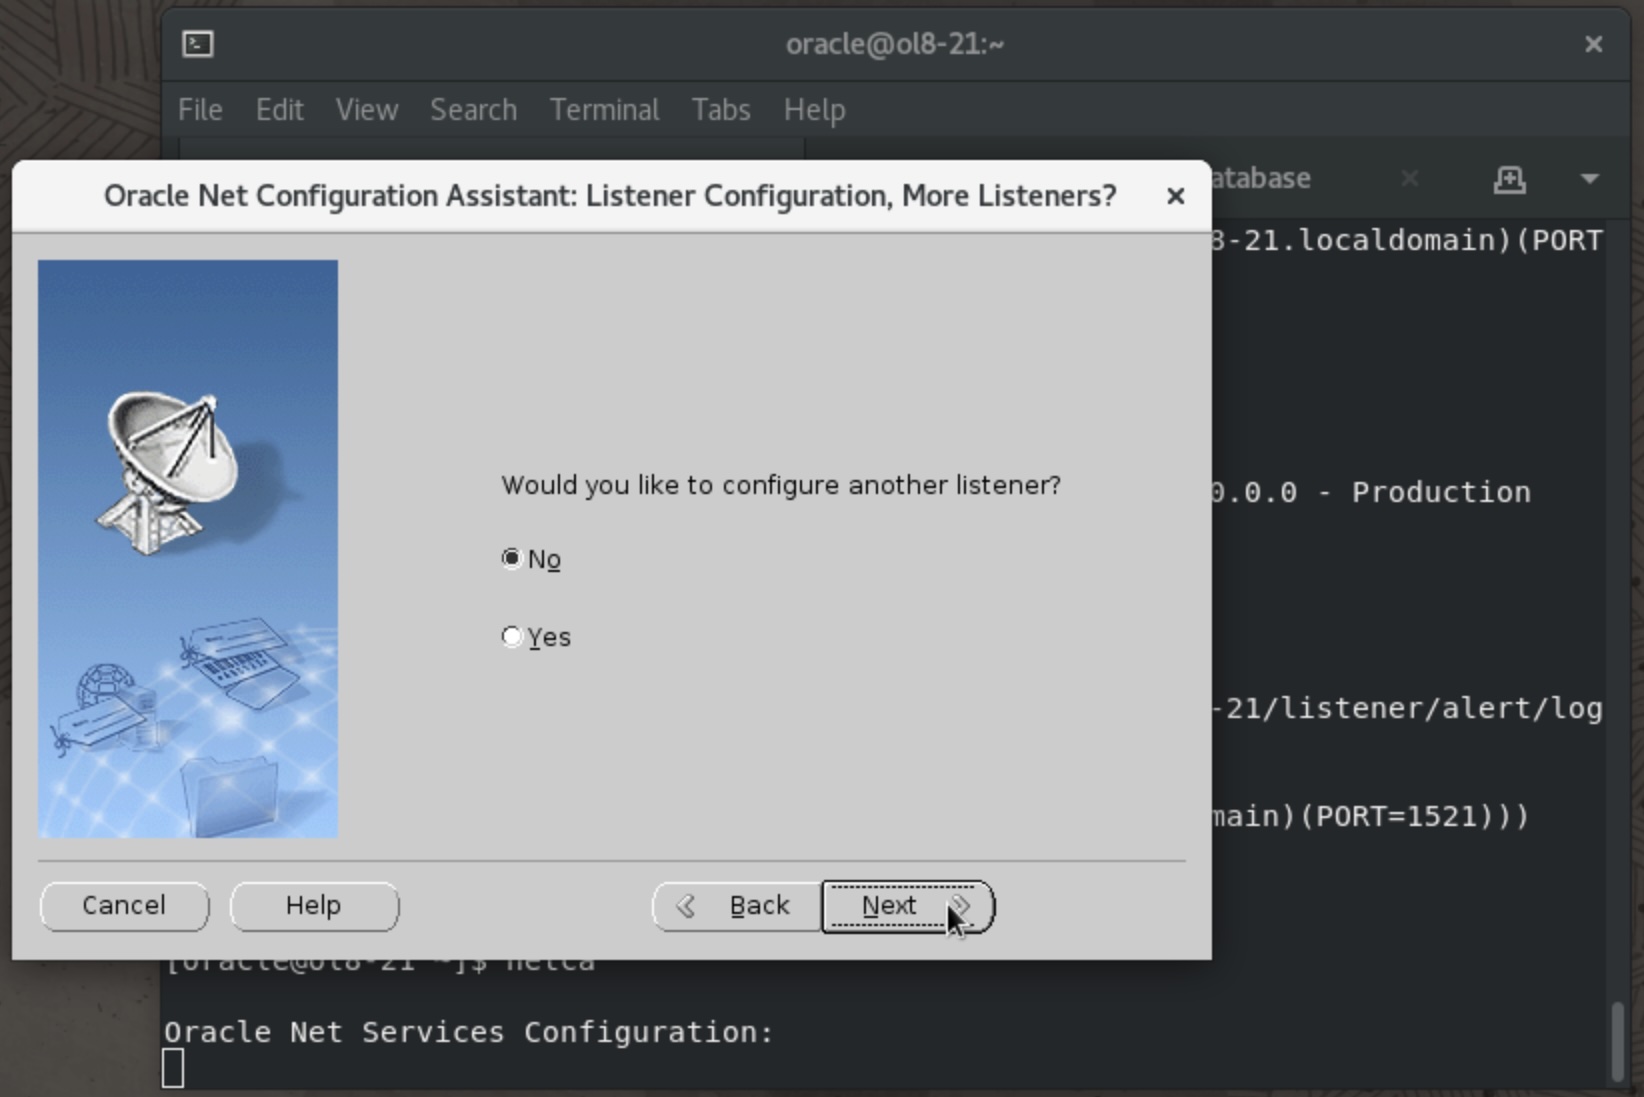 oracle@ol8-21:~
File Edit View Search Terminal Tabs Help
atabase
Oracle Net Configuration Assistant: Listener Configuration, More Listeners?
8-21.localdomain)(PORT
Would you like to configure another listener?
0.0.0 - Production
No
Yes
-21/listener/alert/log
main)(PORT=1521)))
Cancel Help Back Next
[oracle@ol8-21 ~]$ netca
Oracle Net Services Configuration: